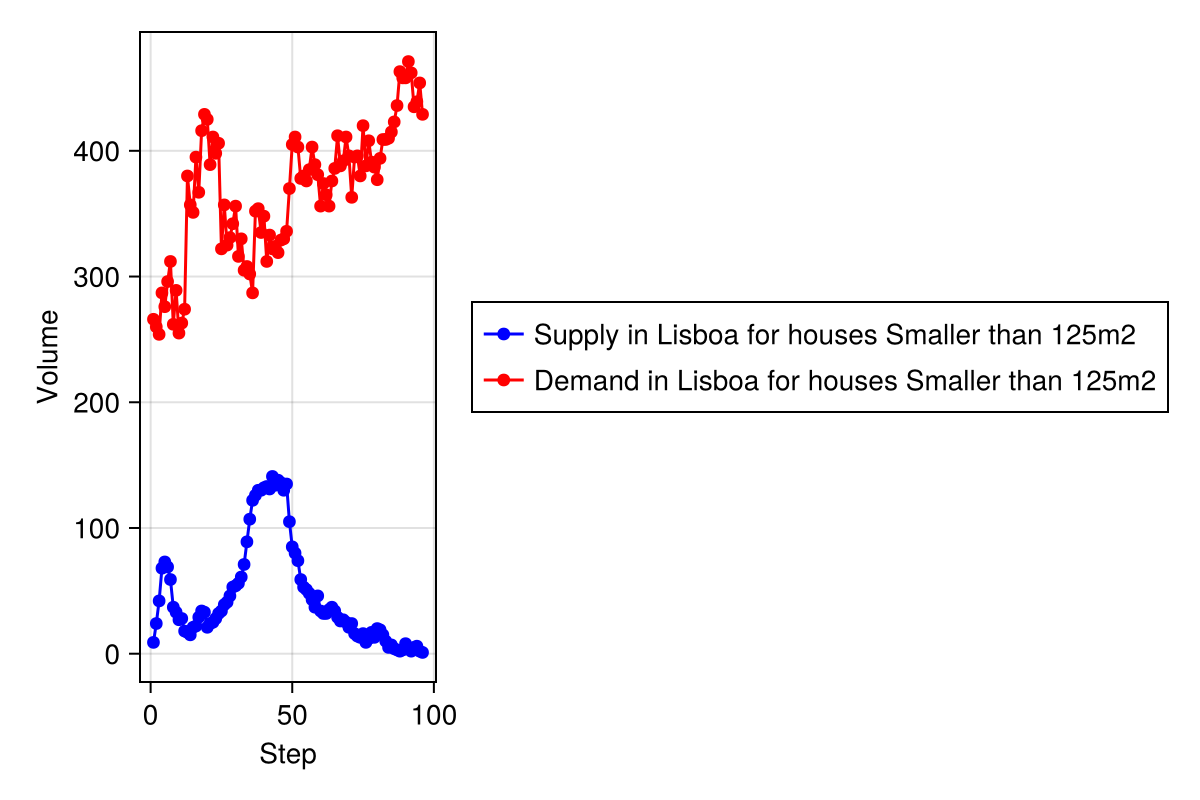 Volume
400
300
200
100
0
0 50 100
Step
Supply in Lisboa for houses Smaller than 125m2
Demand in Lisboa for houses Smaller than 125m2